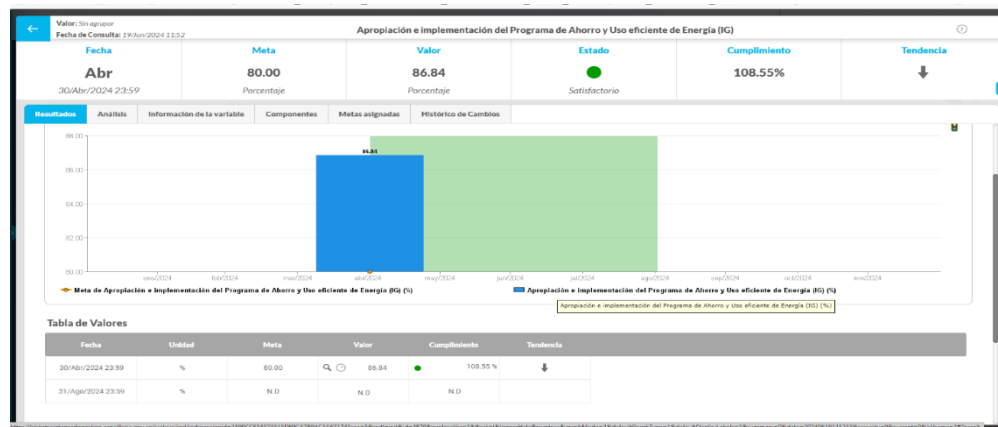 Valor: Sin agrupar
Fecha de Consulta: 19/Jun/2024 11:52
Apropiación e implementación del Programa de Ahorro y Uso eficiente de Energía (IG)
Fecha Meta Valor Estado Cumplimiento Tendencia
Abr 80.00 86.84 108.55%
30/Abr/2024 23:59 Porcentaje Porcentaje Satisfactorio
Resultados Análisis Información de la variable Componentes Metas asignadas Histórico de Cambios
88.00
86.84
86.00
84.00
82.00
80.00
ene/2024 feb/2024 mar/2024 abr/2024 may/2024 jun/2024 jul/2024 ago/2024 sep/2024 oct/2024 nov/2024
Meta de Apropiación e implementación del Programa de Ahorro y Uso eficiente de Energía (IG) (%) Apropiación e implementación del Programa de Ahorro y Uso eficiente de Energía (IG) (%)
Apropiación e implementación del Programa de Ahorro y Uso eficiente de Energía (IG) (%)
Tabla de Valores
Fecha Unidad Meta Valor Cumplimiento Tendencia
30/Abr/2024 23:59 % 80.00 86.84 108.55 %
31/Ago/2024 23:59 % N.D N.D N.D